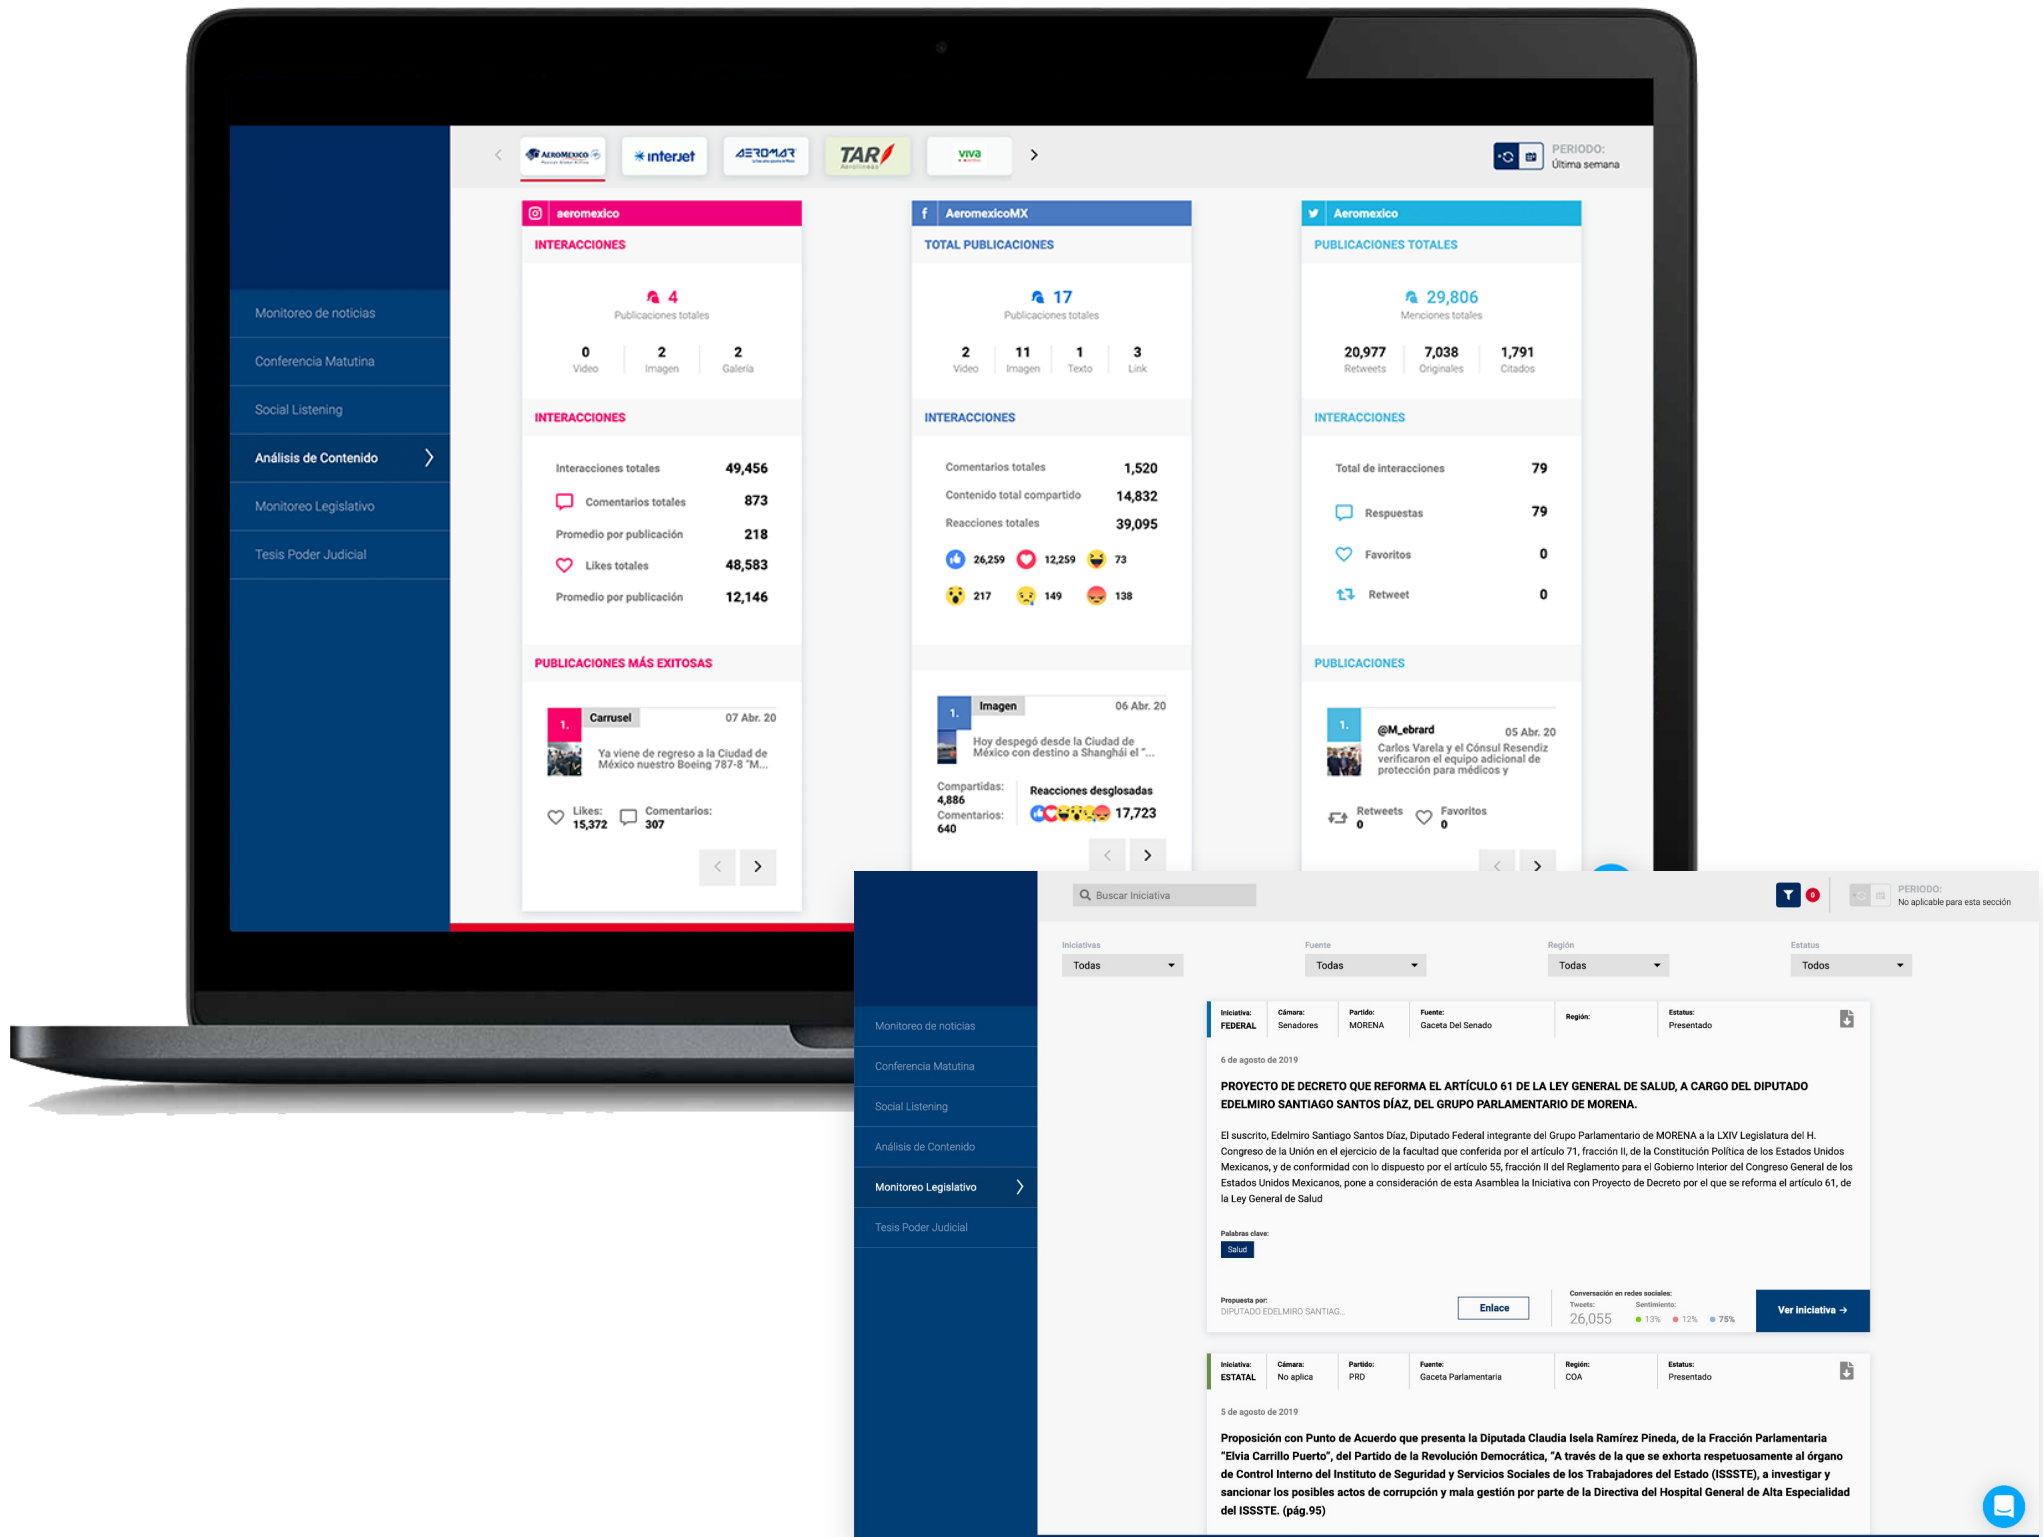 AEROMEXICO
interjet
AEROMAR
TAR
Aerolíneas
viva
PERIODO:
Última semana
Monitoreo de noticias
Conferencia Matutina
Social Listening
Análisis de Contenido
Monitoreo Legislativo
Tesis Poder Judicial
aeromexico
INTERACCIONES
4
Publicaciones totales
0 2 2
Video Imagen Galería
INTERACCIONES
Interacciones totales 49,456
Comentarios totales 873
Promedio por publicación 218
Likes totales 48,583
Promedio por publicación 12,146
PUBLICACIONES MÁS EXITOSAS
1. Carrusel 07 Abr. 20
Ya viene de regreso a la Ciudad de
México nuestro Boeing 787-8 "M...
Likes: Comentarios:
15,372 307
f AeromexicoMX
TOTAL PUBLICACIONES
17
Publicaciones totales
2 11 1 3
Video Imagen Texto Link
INTERACCIONES
Comentarios totales 1,520
Contenido total compartido 14,832
Reacciones totales 39,095
26,259 12,259 73
217 149 138
1. Imagen 06 Abr. 20
Hoy despegó desde la Ciudad de
México con destino a Shanghái el "...
Compartidas:
4,886
Comentarios:
640
Reacciones desglosadas
17,723
Aeromexico
PUBLICACIONES TOTALES
29,806
Menciones totales
20,977 7,038 1,791
Retweets Originales Citados
INTERACCIONES
Total de interacciones 79
Respuestas 79
Favoritos 0
Retweet 0
PUBLICACIONES
1. @M_ebrard 05 Abr. 20
Carlos Varela y el Cónsul Resendiz
verificaron el equipo adicional de
protección para médicos y
Retweets Favoritos
0 0
Buscar Iniciativa
0
PERIODO:
No aplicable para esta sección
Iniciativas Fuente Región Estatus
Todas Todas Todas Todos
Monitoreo de noticias
Conferencia Matutina
Social Listening
Análisis de Contenido
Monitoreo Legislativo
Tesis Poder Judicial
Iniciativa: Cámara: Partido: Fuente: Región: Estatus:
FEDERAL Senadores MORENA Gaceta Del Senado Presentado
6 de agosto de 2019
PROYECTO DE DECRETO QUE REFORMA EL ARTÍCULO 61 DE LA LEY GENERAL DE SALUD, A CARGO DEL DIPUTADO
EDELMIRO SANTIAGO SANTOS DÍAZ, DEL GRUPO PARLAMENTARIO DE MORENA.
El suscrito, Edelmiro Santiago Santos Díaz, Diputado Federal integrante del Grupo Parlamentario de MORENA a la LXIV Legislatura del H.
Congreso de la Unión en el ejercicio de la facultad que conferida por el artículo 71, fracción II, de la Constitución Política de los Estados Unidos
Mexicanos, y de conformidad con lo dispuesto por el artículo 55, fracción II del Reglamento para el Gobierno Interior del Congreso General de los
Estados Unidos Mexicanos, pone a consideración de esta Asamblea la Iniciativa con Proyecto de Decreto por el que se reforma el artículo 61, de
la Ley General de Salud
Palabras clave:
Salud
Propuesta por:
DIPUTADO EDELMIRO SANTIAG...
Enlace
Conversación en redes sociales:
Tweets: Sentimiento:
26,055 13% 12% 75%
Ver iniciativa →
Iniciativa: Cámara: Partido: Fuente: Región: Estatus:
ESTATAL No aplica PRD Gaceta Parlamentaria COA Presentado
5 de agosto de 2019
Proposición con Punto de Acuerdo que presenta la Diputada Claudia Isela Ramírez Pineda, de la Fracción Parlamentaria
"Elvia Carrillo Puerto", del Partido de la Revolución Democrática, "A través de la que se exhorta respetuosamente al órgano
de Control Interno del Instituto de Seguridad y Servicios Sociales de los Trabajadores del Estado (ISSSTE), a investigar y
sancionar los posibles actos de corrupción y mala gestión por parte de la Directiva del Hospital General de Alta Especialidad
del ISSSTE. (pág.95)